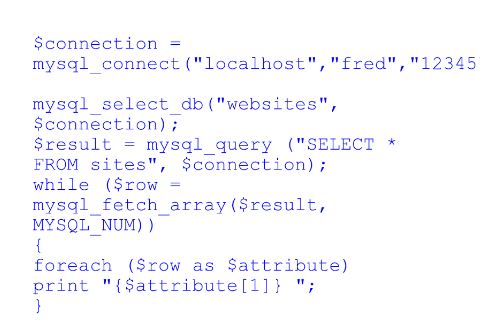 $connection =
mysql_connect("localhost","fred","12345
mysql_select_db("websites",
$connection);
$result = mysql_query ("SELECT *
FROM sites", $connection);
while ($row =
mysql_fetch_array($result,
MYSQL_NUM))
{
foreach ($row as $attribute)
print "{$attribute[1]} ";
}